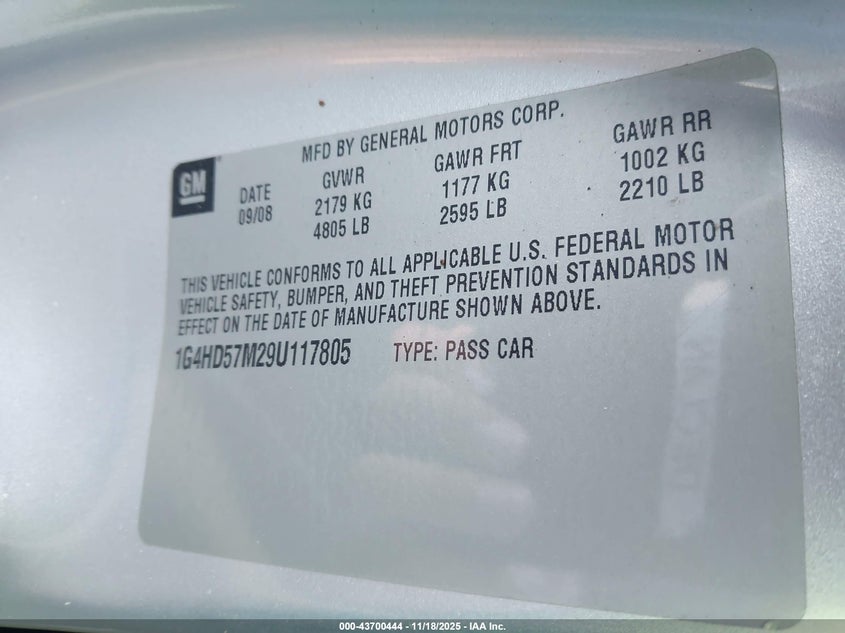 MFD BY GENERAL MOTORS CORP.
GM
DATE GVWR GAWR FRT GAWR RR
09/08 2179 KG 1177 KG 1002 KG
4805 LB 2595 LB 2210 LB
THIS VEHICLE CONFORMS TO ALL APPLICABLE U.S. FEDERAL MOTOR
VEHICLE SAFETY, BUMPER, AND THEFT PREVENTION STANDARDS IN
EFFECT ON THE DATE OF MANUFACTURE SHOWN ABOVE.
1G4HD57M29U117805 TYPE: PASS CAR
000-43700444 - 11/18/2025 - IAA Inc.